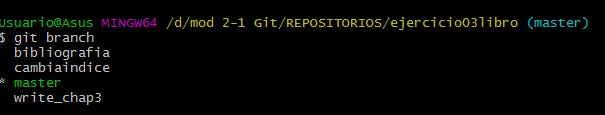 Usuario@Asus MINGW64 /d/mod 2-1 Git/REPOSITORIOS/ejercicio03libro (master)
$ git branch
  bibliografia
  cambiaindice
* master
  write_chap3